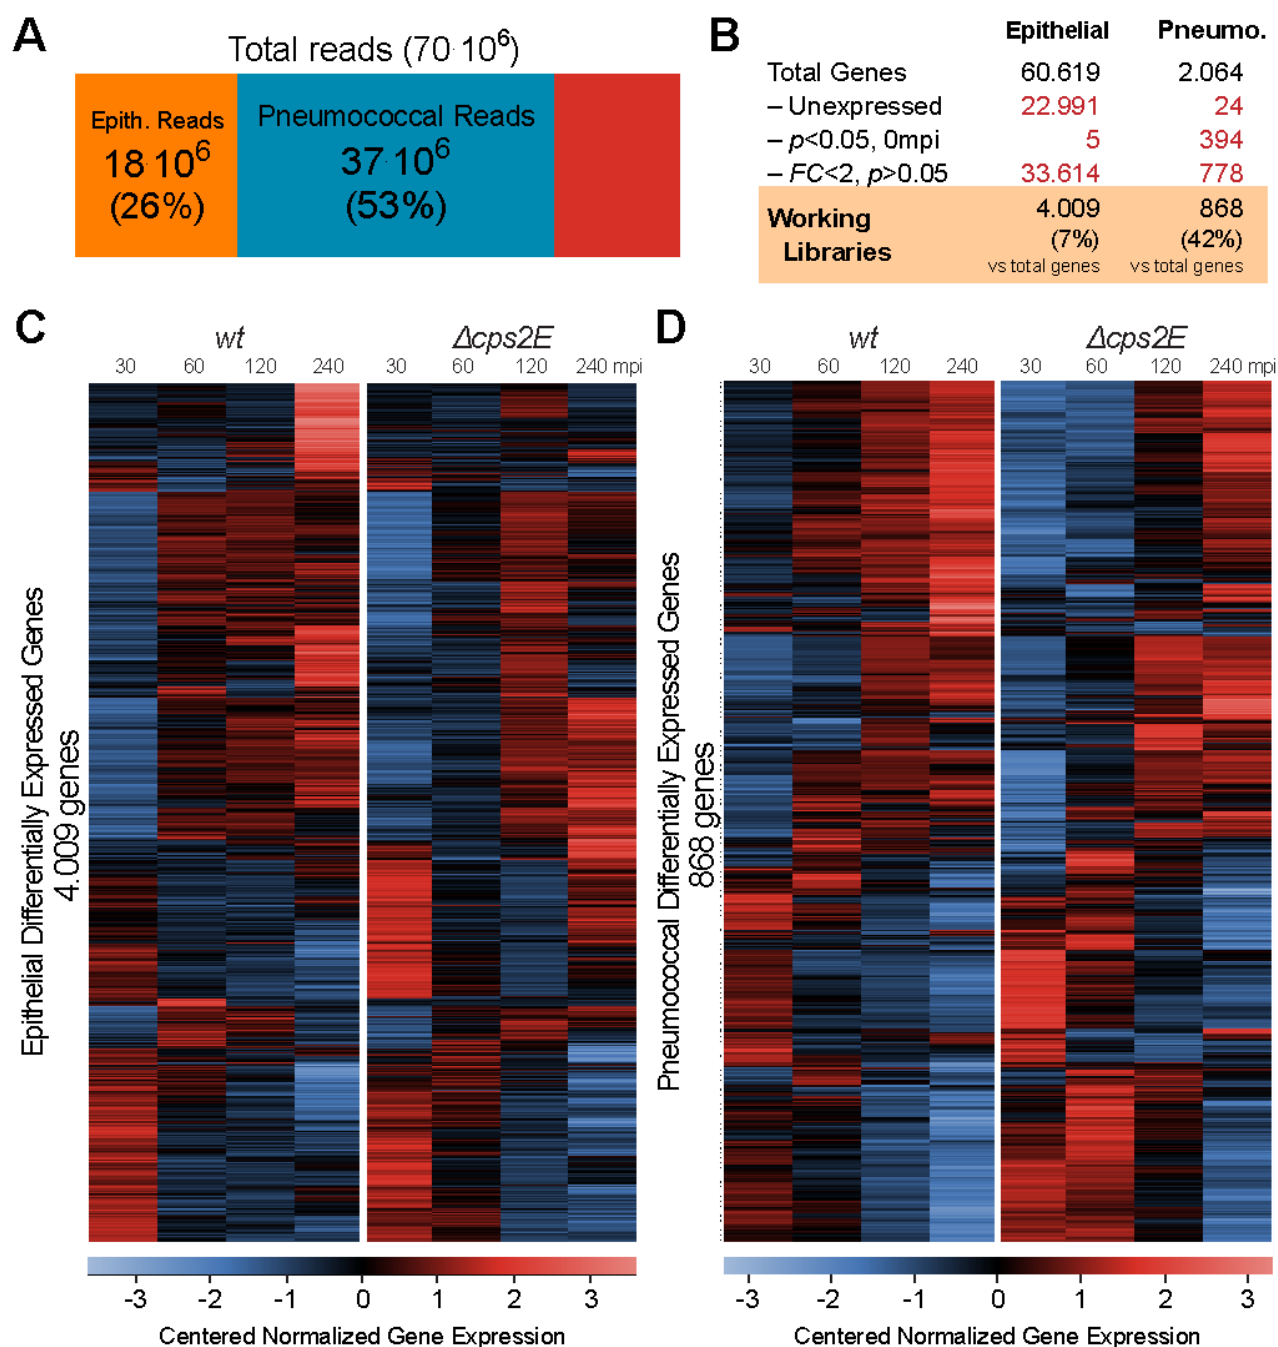 A
Total reads (70·10⁶)
Epith. Reads
18·10⁶
(26%)
Pneumococcal Reads
37·10⁶
(53%)
B
Epithelial Pneumo.
Total Genes 60.619 2.064
– Unexpressed 22.991 24
– p<0.05, 0mpi 5 394
– FC<2, p>0.05 33.614 778
Working Libraries
4.009 868
(7%) (42%)
vs total genes vs total genes
C
wt Δcps2E
30 60 120 240 30 60 120 240 mpi
Epithelial Differentially Expressed Genes
4.009 genes
-3 -2 -1 0 1 2 3
Centered Normalized Gene Expression
D
wt Δcps2E
30 60 120 240 30 60 120 240 mpi
Pneumococcal Differentially Expressed Genes
868 genes
-3 -2 -1 0 1 2 3
Centered Normalized Gene Expression